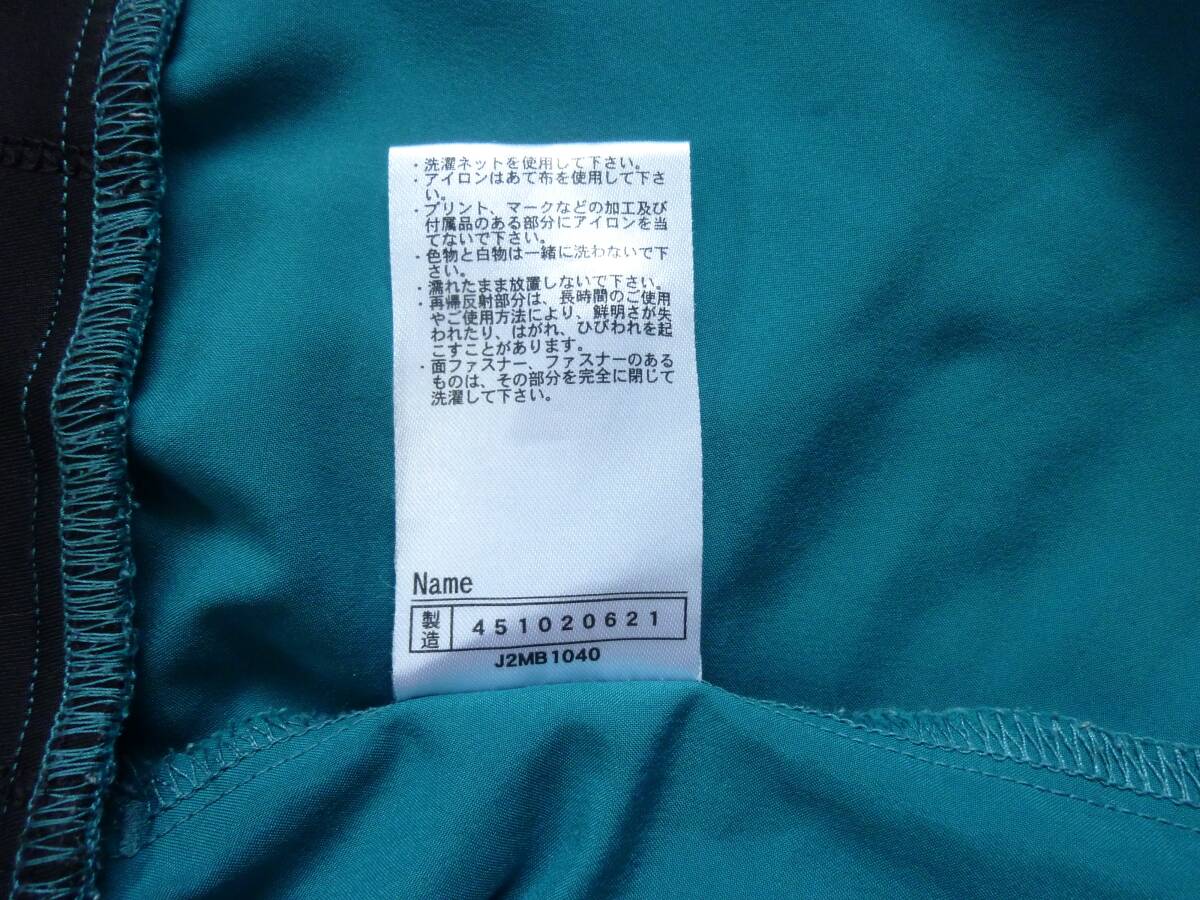 ・洗濯ネットを使用して下さい。
・アイロンはあて布を使用して下さ
い。
・プリント、マークなどの加工及び
付属品のある部分にアイロンを当
てないで下さい。
・色物と白物は一緒に洗わないで下
さい。
・濡れたまま放置しないで下さい。
・再帰反射部分は、長時間のご使用
やご使用方法により、鮮明さが失
われたり、はがれ、ひびわれを起
こすことがあります。
・面ファスナー、ファスナーのある
ものは、その部分を完全に閉じて
洗濯して下さい。
Name
製造 451020621
J2MB1040